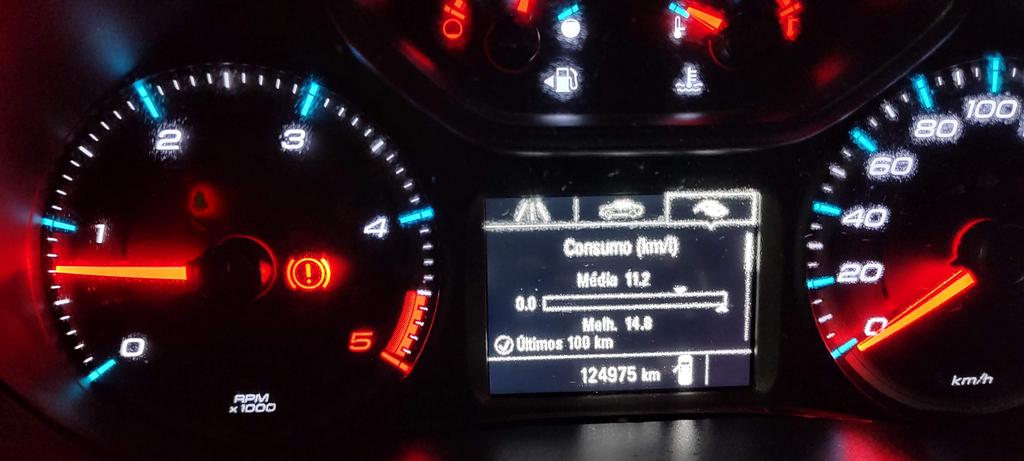 2 3
1 4
0 5
RPM
x1000
Consumo (km/l)
Média 11.2
0.0
Melh. 14.8
Últimos 100 km
124975 km
100
80
60
40
20
0
km/h